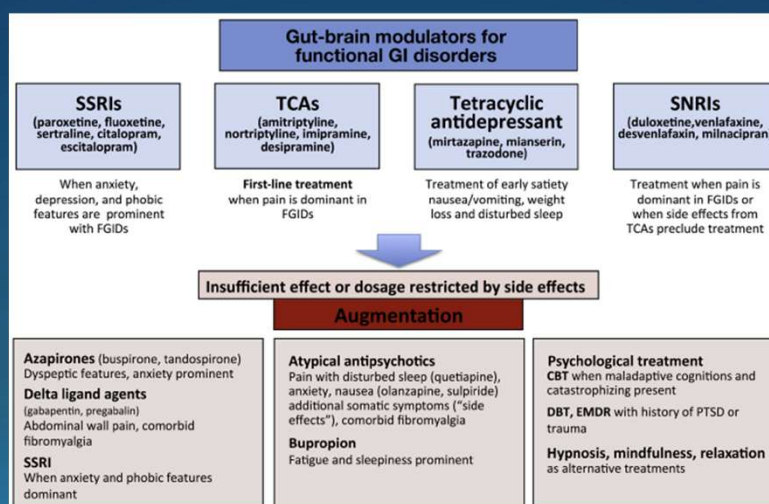 Gut-brain modulators for
functional GI disorders
SSRIs
(paroxetine, fluoxetine,
sertraline, citalopram,
escitalopram)
When anxiety,
depression, and phobic
features are prominent
with FGIDs
TCAs
(amitriptyline,
nortriptyline, imipramine,
desipramine)
First-line treatment
when pain is dominant in
FGIDs
Tetracyclic
antidepressant
(mirtazapine, mianserin,
trazodone)
Treatment of early satiety
nausea/vomiting, weight
loss and disturbed sleep
SNRIs
(duloxetine,venlafaxine,
desvenlafaxin, milnacipran)
Treatment when pain is
dominant in FGIDs or
when side effects from
TCAs preclude treatment
Insufficient effect or dosage restricted by side effects
Augmentation
Azapirones (buspirone, tandospirone)
Dyspeptic features, anxiety prominent
Delta ligand agents
(gabapentin, pregabalin)
Abdominal wall pain, comorbid
fibromyalgia
SSRI
When anxiety and phobic features
dominant
Atypical antipsychotics
Pain with disturbed sleep (quetiapine),
anxiety, nausea (olanzapine, sulpiride)
additional somatic symptoms (“side
effects”), comorbid fibromyalgia
Bupropion
Fatigue and sleepiness prominent
Psychological treatment
CBT when maladaptive cognitions and
catastrophizing present
DBT, EMDR with history of PTSD or
trauma
Hypnosis, mindfulness, relaxation
as alternative treatments